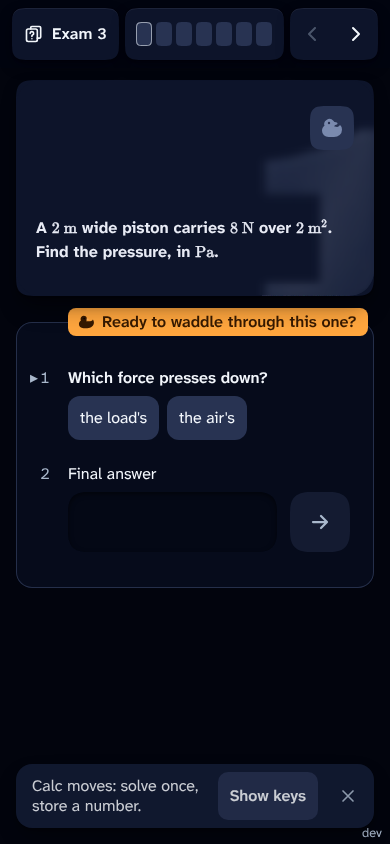 Exam 3
A 2 m wide piston carries 8 N over 2 m².
Find the pressure, in Pa.
Ready to waddle through this one?
1 Which force presses down?
the load's the air's
2 Final answer
Calc moves: solve once,
store a number.
Show keys
dev